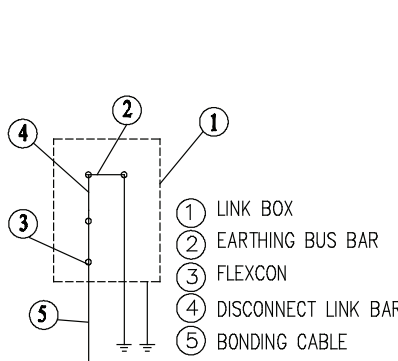 2
1
4
3
5
1 LINK BOX
2 EARTHING BUS BAR
3 FLEXCON
4 DISCONNECT LINK BAR
5 BONDING CABLE